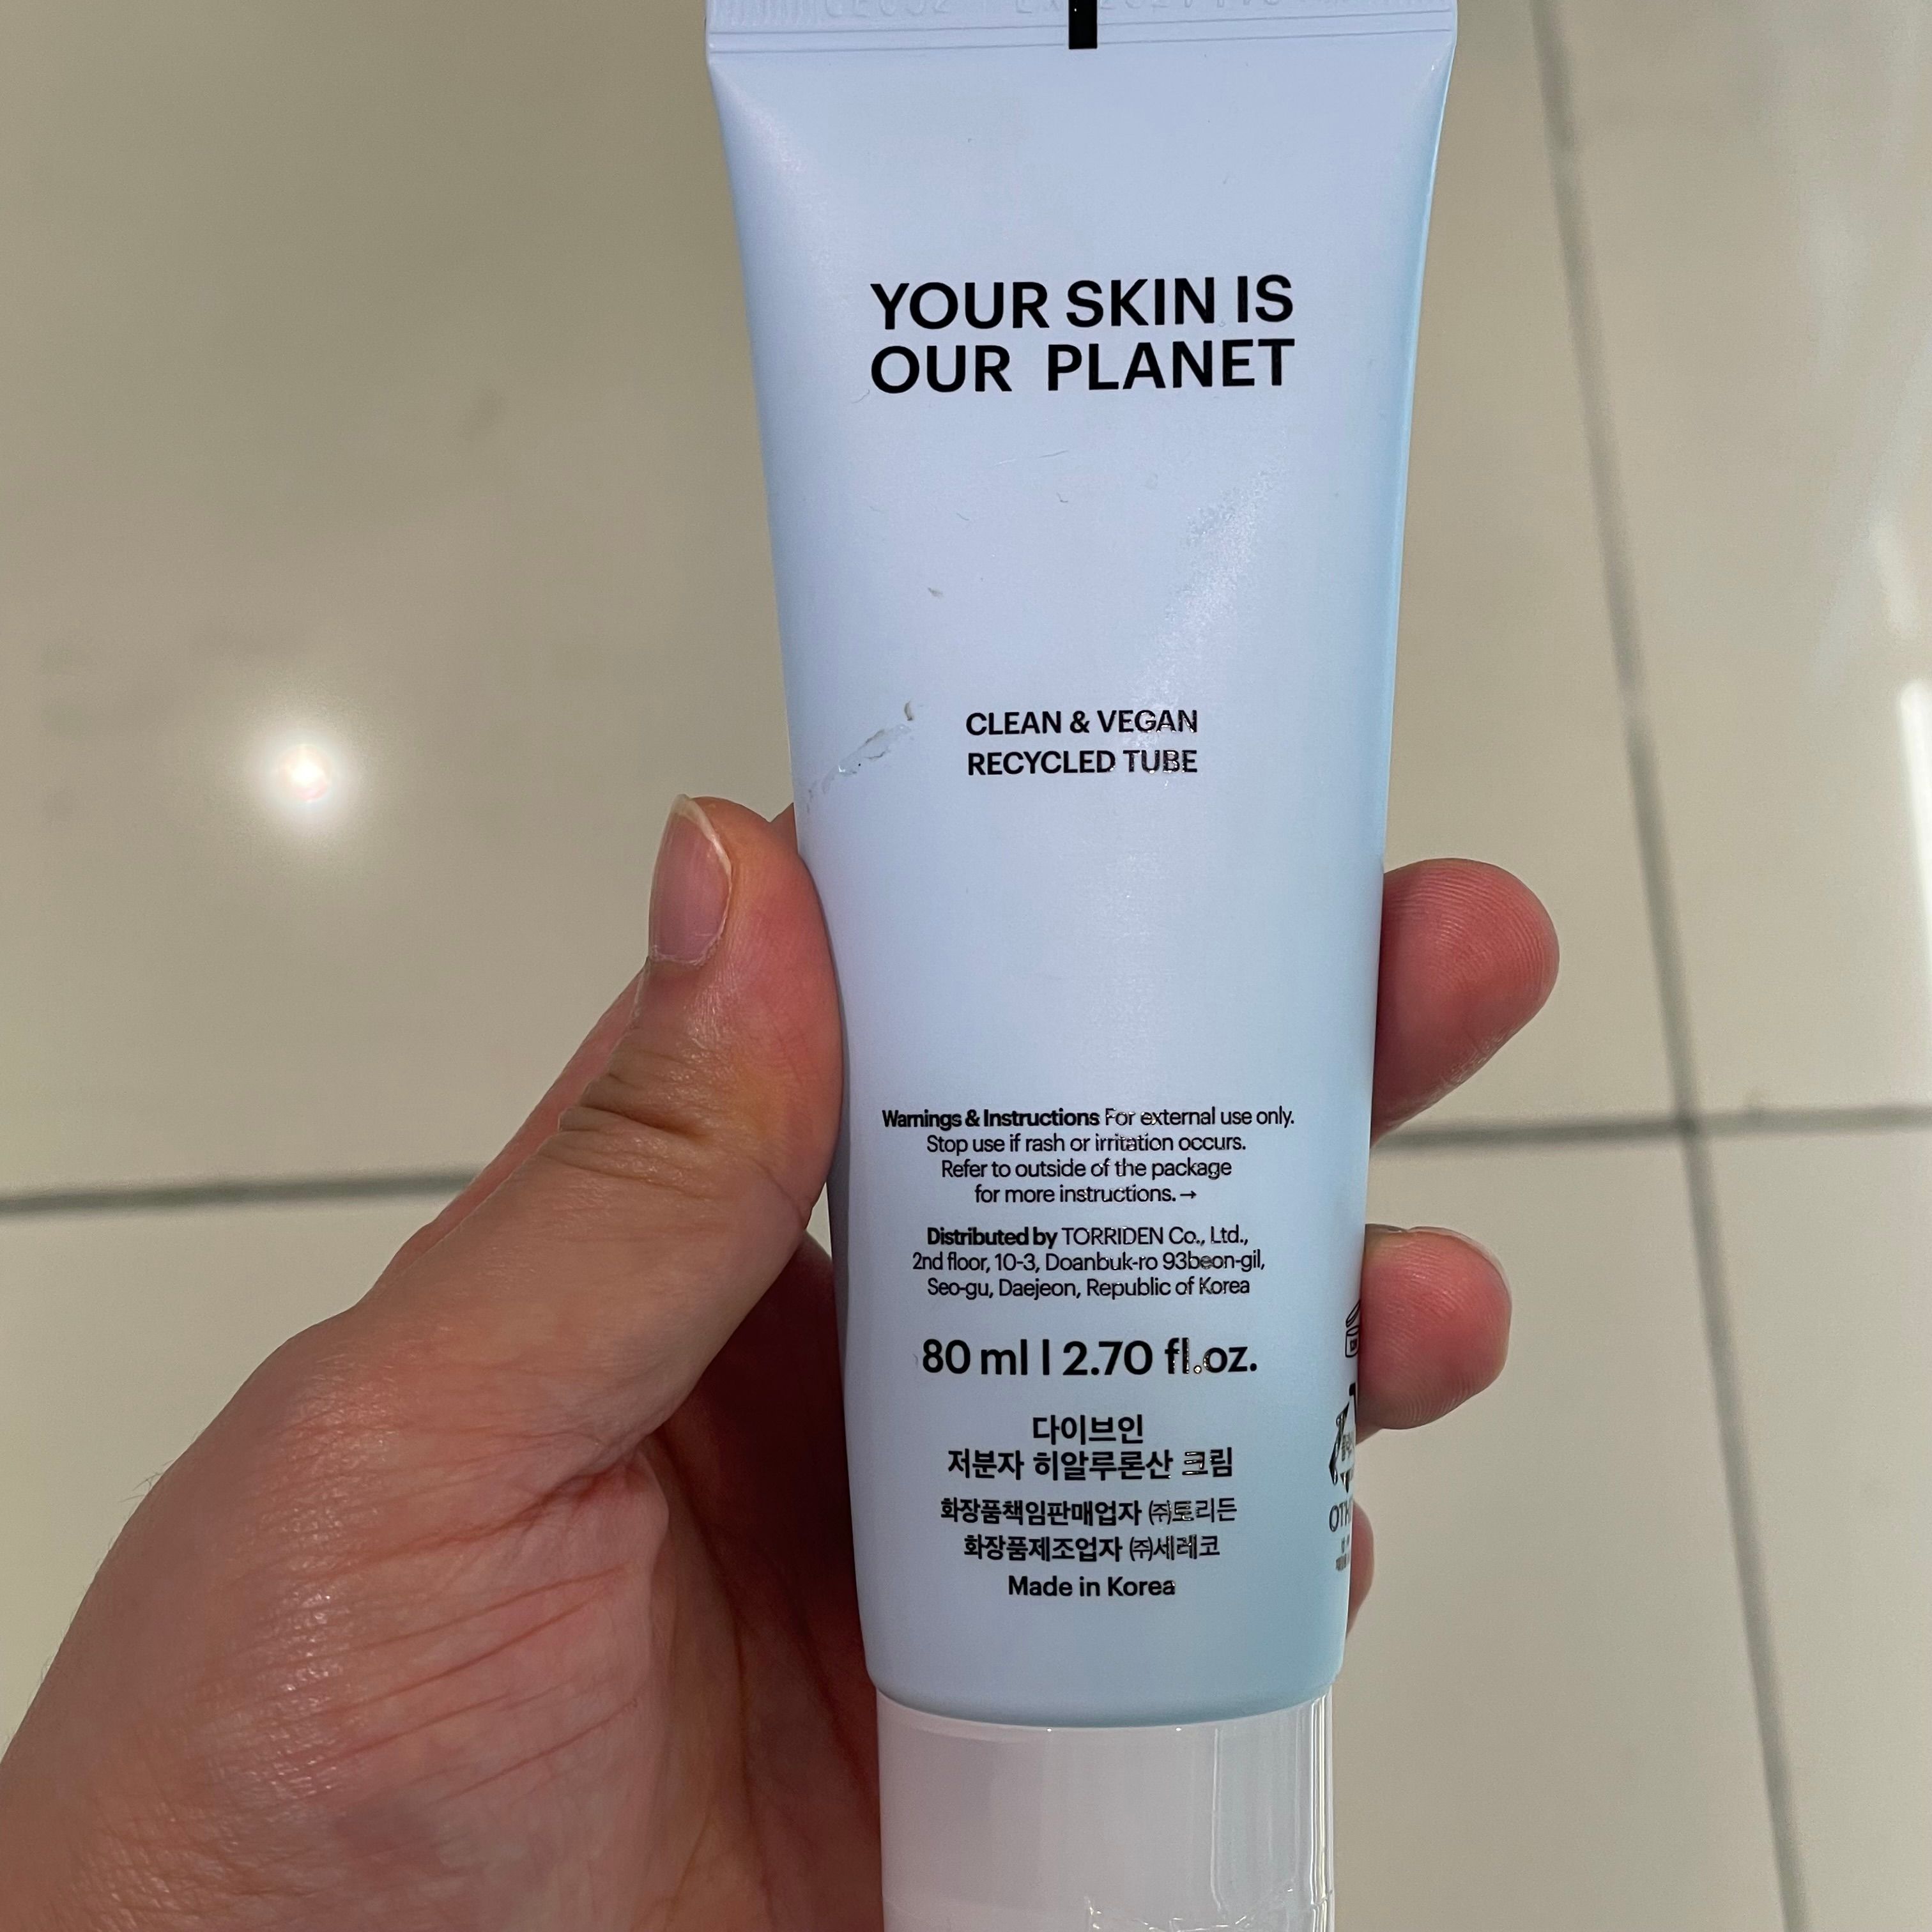 YOUR SKIN IS
OUR PLANET
CLEAN & VEGAN
RECYCLED TUBE
Warnings & Instructions For external use only.
Stop use if rash or irritation occurs.
Refer to outside of the package
for more instructions.→
Distributed by TORRIDEN Co., Ltd.,
2nd floor, 10-3, Doanbuk-ro 93beon-gil,
Seo-gu, Daejeon, Republic of Korea
80 ml | 2.70 fl.oz.
다이브인
저분자 히알루론산 크림
화장품책임판매업자 ㈜토리든
화장품제조업자 ㈜세레코
Made in Korea